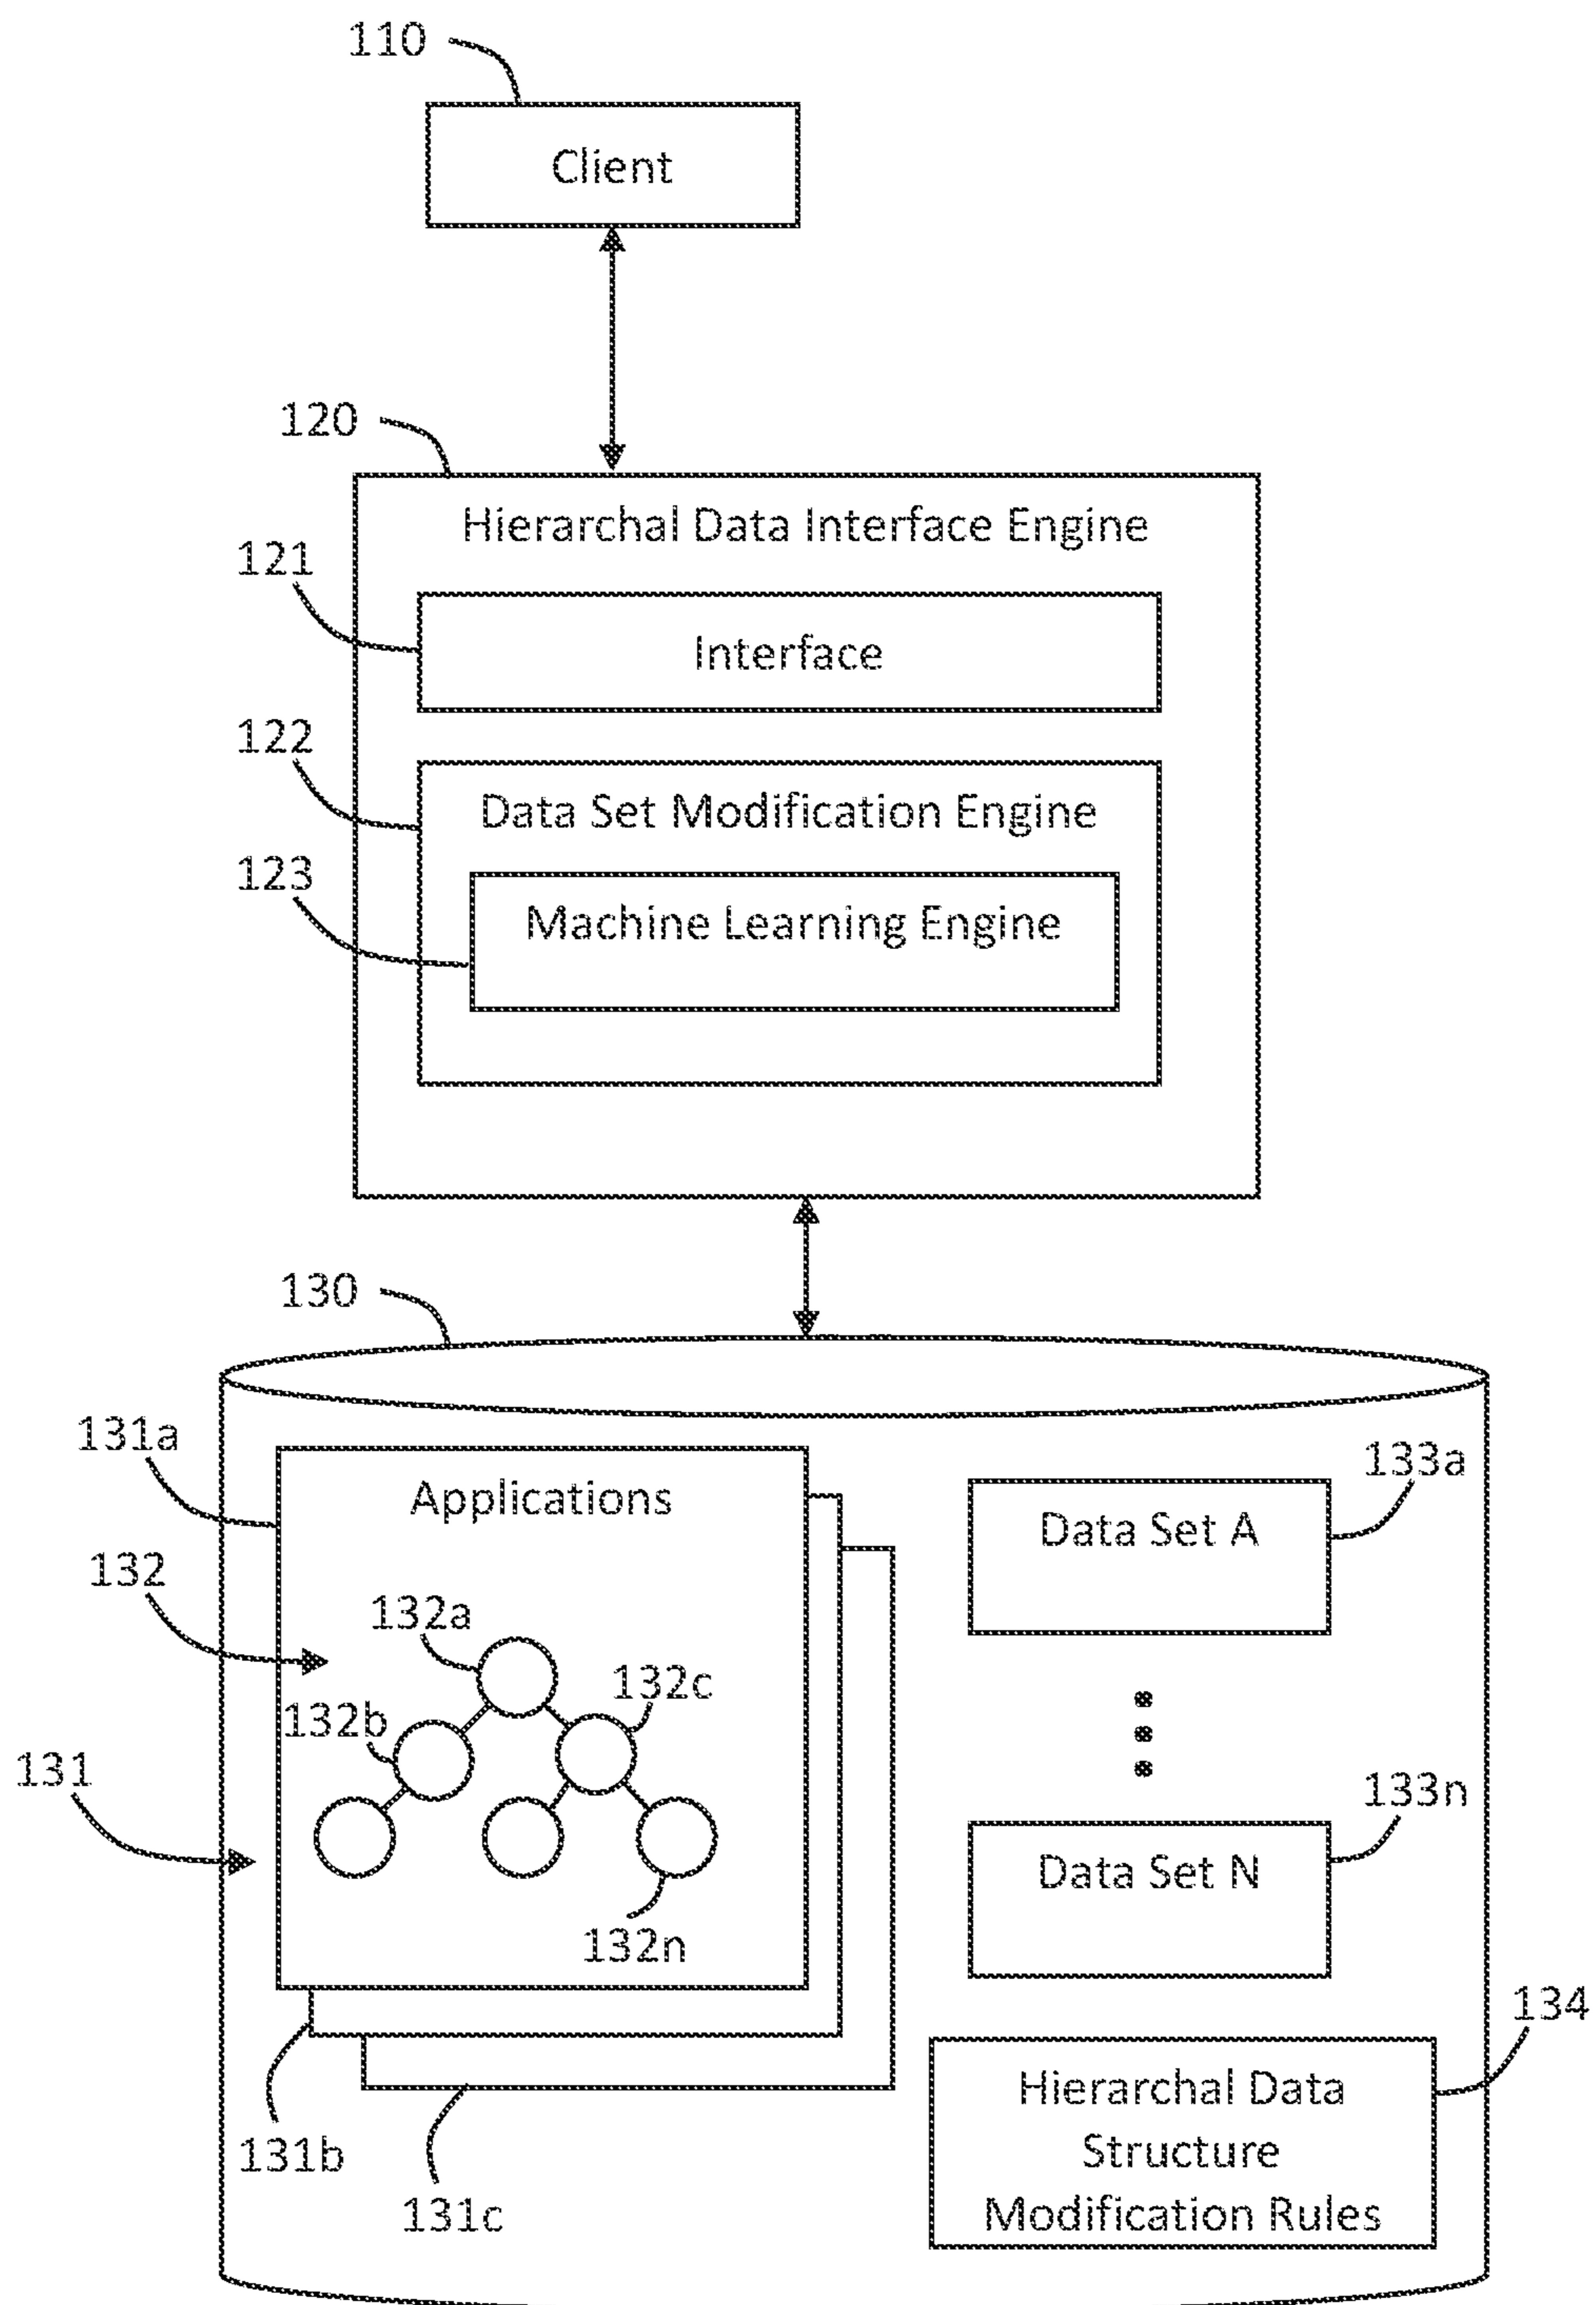 110
Client
120
Hierarchal Data Interface Engine
121
Interface
122
Data Set Modification Engine
123
Machine Learning Engine
130
131a
Applications
133a
Data Set A
132
132a
132c
132b
131
133n
Data Set N
132n
134
Hierarchal Data
Structure
Modification Rules
131b
131c